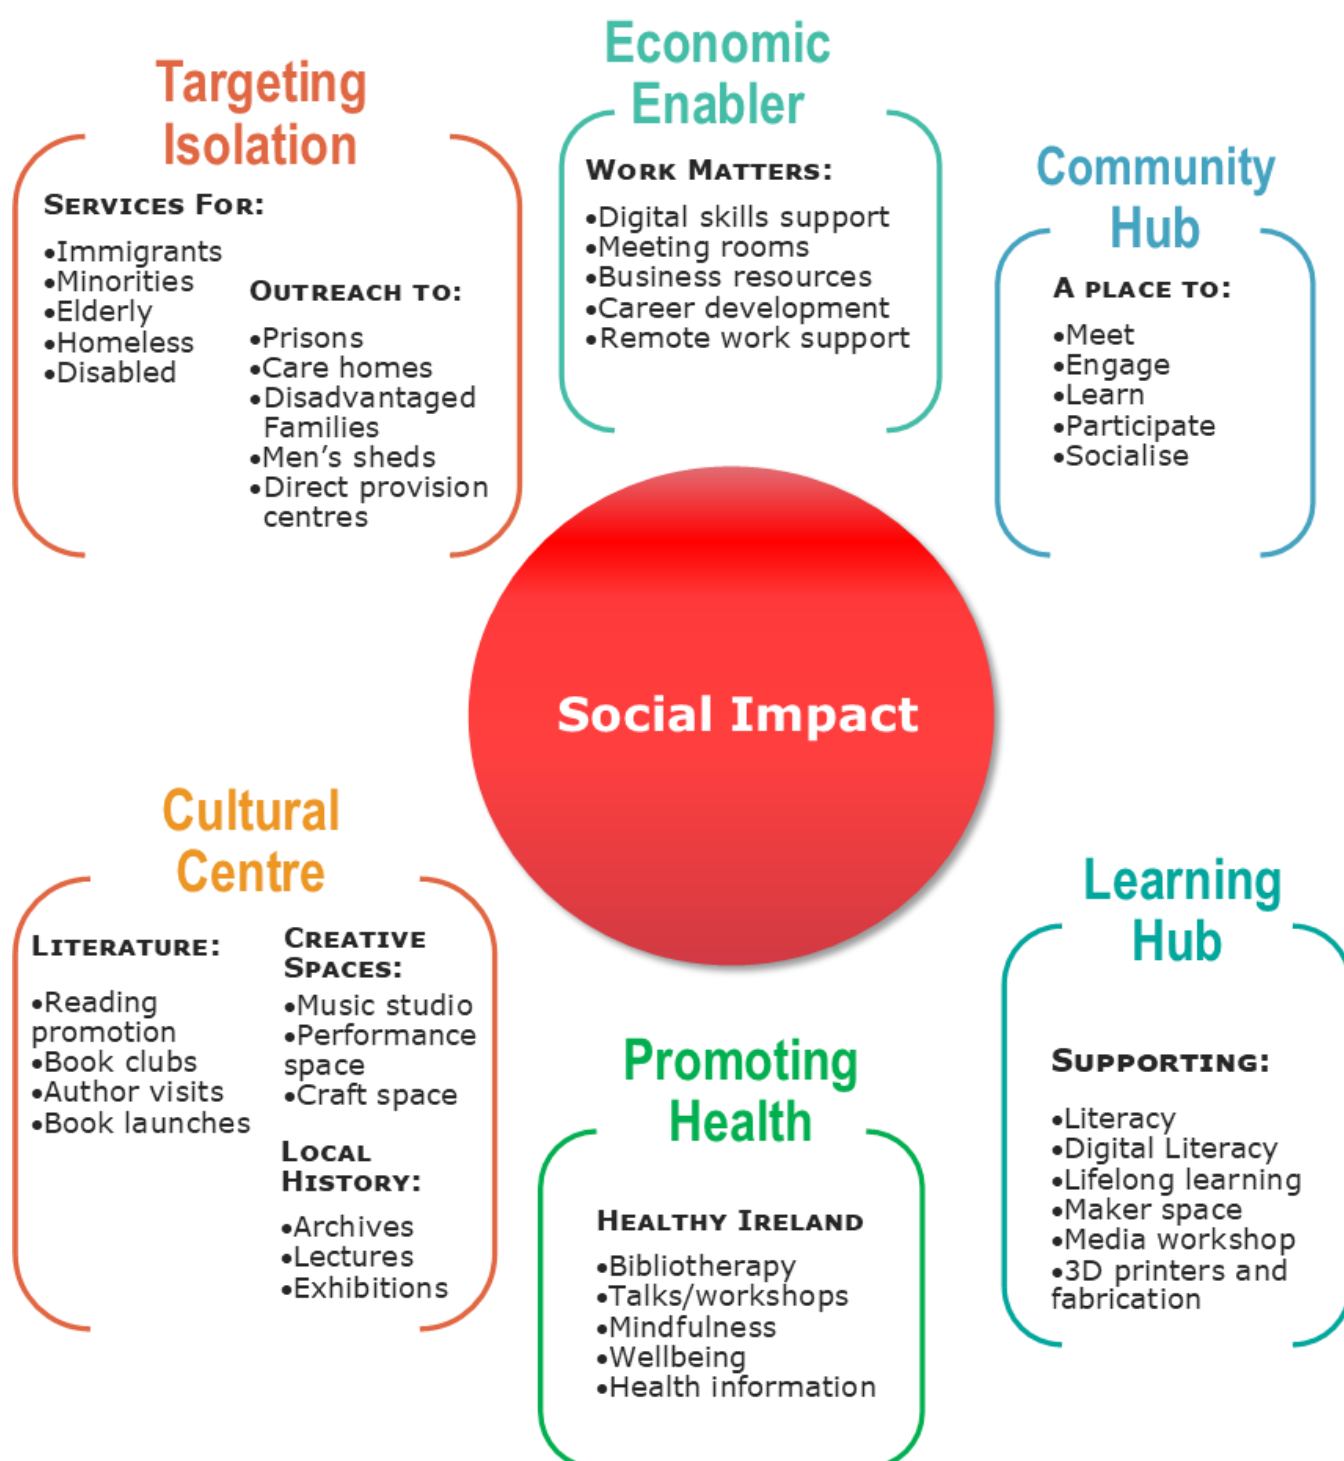 Targeting
Isolation
SERVICES FOR:
•Immigrants
•Minorities
•Elderly
•Homeless
•Disabled
OUTREACH TO:
•Prisons
•Care homes
•Disadvantaged
Families
•Men’s sheds
•Direct provision
centres
Economic
Enabler
WORK MATTERS:
•Digital skills support
•Meeting rooms
•Business resources
•Career development
•Remote work support
Community
Hub
A PLACE TO:
•Meet
•Engage
•Learn
•Participate
•Socialise
Social Impact
Cultural
Centre
LITERATURE:
•Reading
promotion
•Book clubs
•Author visits
•Book launches
CREATIVE
SPACES:
•Music studio
•Performance
space
•Craft space
LOCAL
HISTORY:
•Archives
•Lectures
•Exhibitions
Promoting
Health
HEALTHY IRELAND
•Bibliotherapy
•Talks/workshops
•Mindfulness
•Wellbeing
•Health information
Learning
Hub
SUPPORTING:
•Literacy
•Digital Literacy
•Lifelong learning
•Maker space
•Media workshop
•3D printers and
fabrication